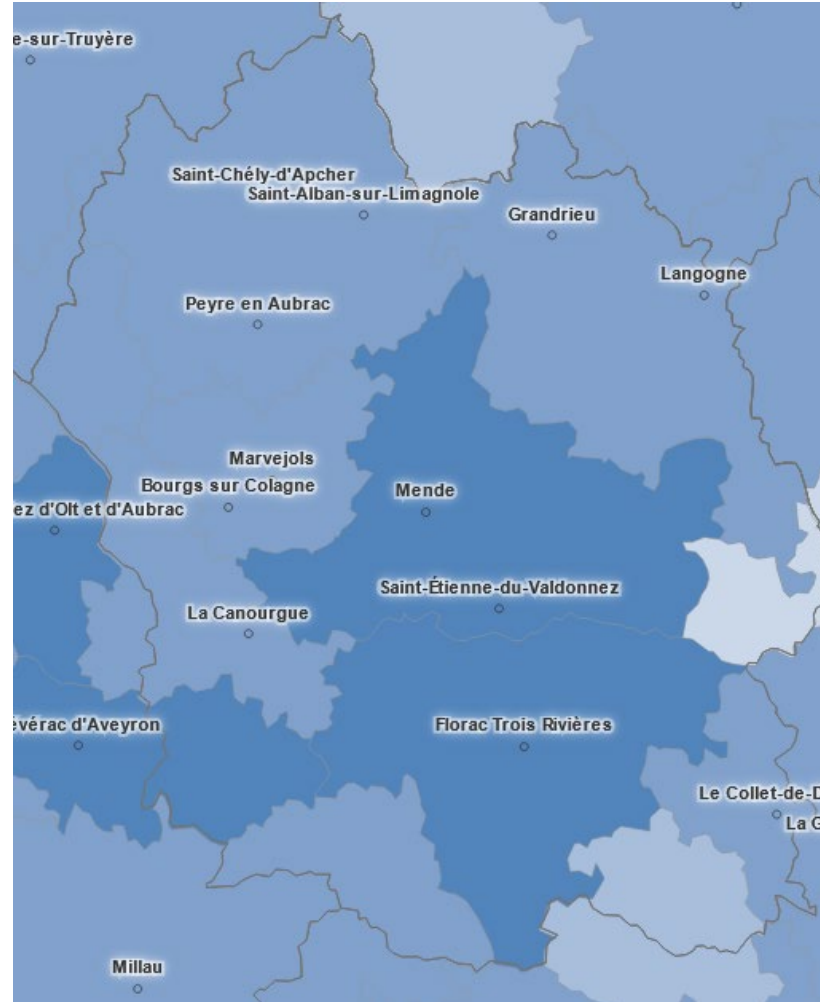 e-sur-Truyère
Saint-Chély-d'Apcher
Saint-Alban-sur-Limagnole
Grandrieu
Langogne
Peyre en Aubrac
Marvejols
Bourgs sur Colagne
Mende
ez d'Olt et d'Aubrac
Saint-Étienne-du-Valdonnez
La Canourgue
évérac d'Aveyron
Florac Trois Rivières
Le Collet-de-D
La G
Millau